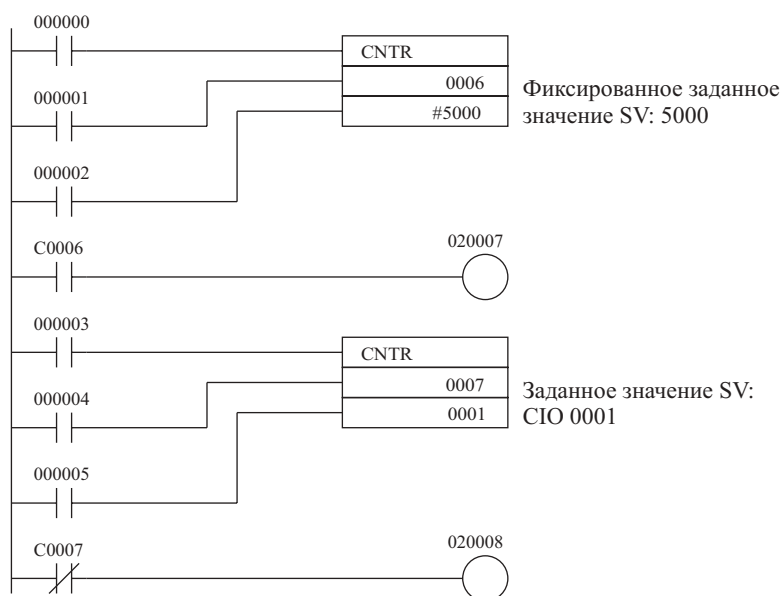 000000
CNTR
0006
#5000
Фиксированное заданное
значение SV: 5000
000001
000002
C0006
020007
000003
CNTR
0007
0001
Заданное значение SV:
CIO 0001
000004
000005
C0007
020008